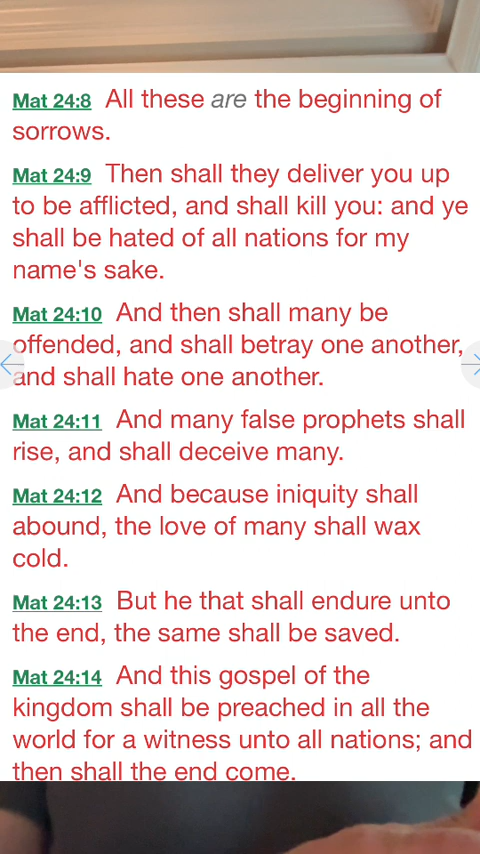 Mat 24:8 All these are the beginning of
sorrows.
Mat 24:9 Then shall they deliver you up
to be afflicted, and shall kill you: and ye
shall be hated of all nations for my
name's sake.
Mat 24:10 And then shall many be
offended, and shall betray one another,
and shall hate one another.
Mat 24:11 And many false prophets shall
rise, and shall deceive many.
Mat 24:12 And because iniquity shall
abound, the love of many shall wax
cold.
Mat 24:13 But he that shall endure unto
the end, the same shall be saved.
Mat 24:14 And this gospel of the
kingdom shall be preached in all the
world for a witness unto all nations; and
then shall the end come.